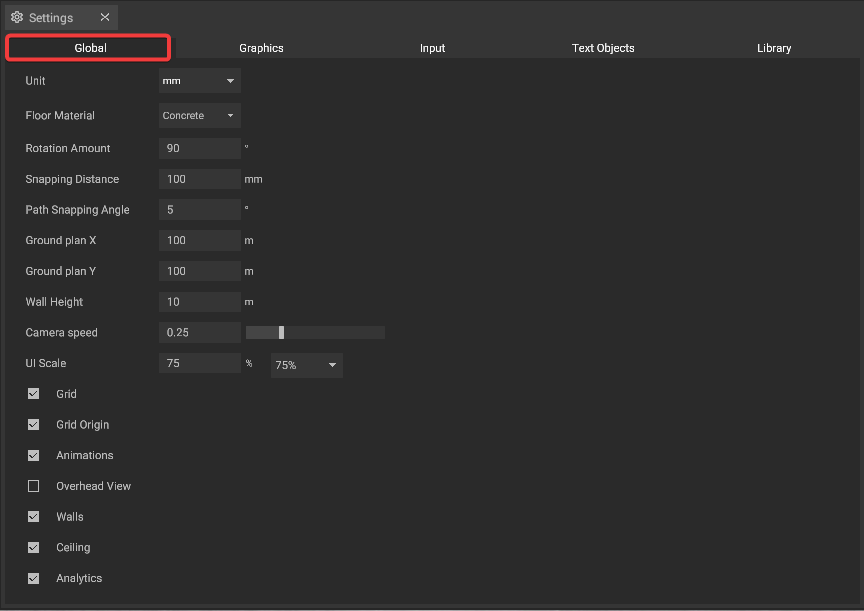 Settings
Global Graphics Input Text Objects Library
Unit mm
Floor Material Concrete
Rotation Amount 90 °
Snapping Distance 100 mm
Path Snapping Angle 5 °
Ground plan X 100 m
Ground plan Y 100 m
Wall Height 10 m
Camera speed 0.25
UI Scale 75 % 75%
Grid
Grid Origin
Animations
Overhead View
Walls
Ceiling
Analytics